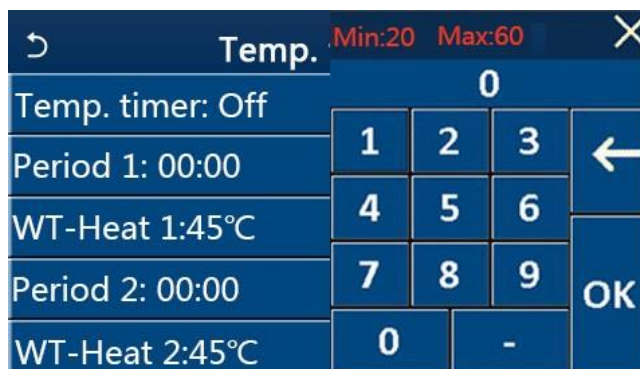 Temp.
Temp. timer: Off
Period 1: 00:00
WT-Heat 1:45℃
Period 2: 00:00
WT-Heat 2:45℃
Min:20 Max:60
0
1 2 3
4 5 6
7 8 9
0 -
OK